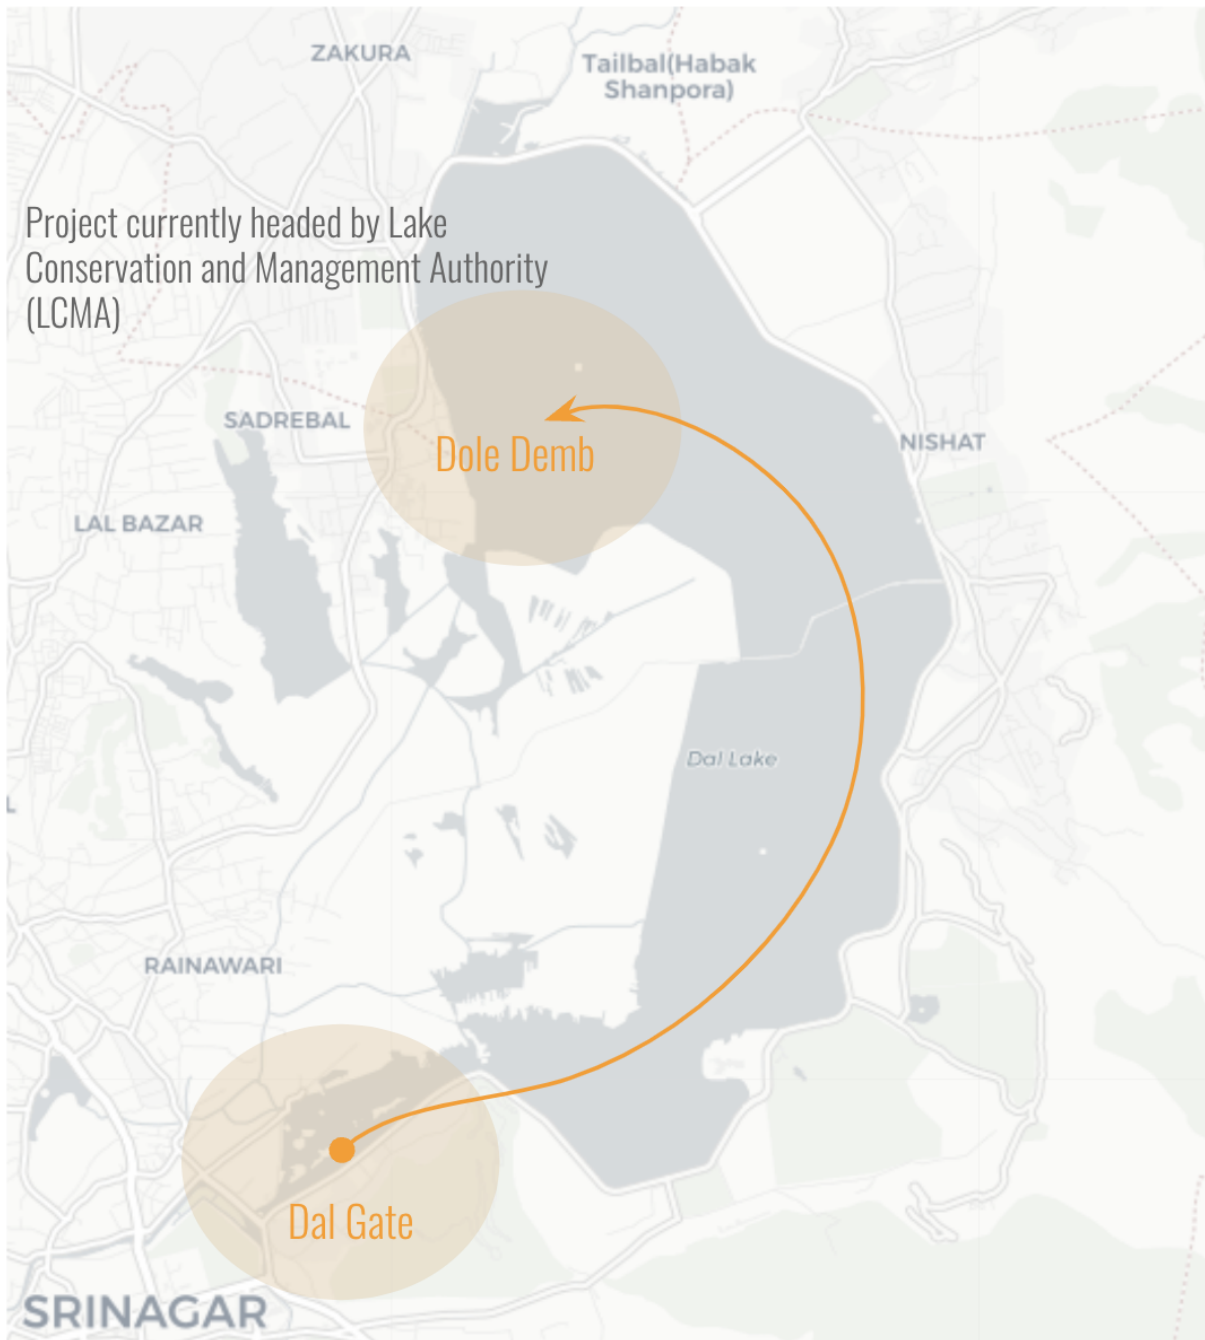 ZAKURA
Tailbal(Habak
Shanpora)
Project currently headed by Lake
Conservation and Management Authority
(LCMA)
SADREBAL
Dole Demb
NISHAT
LAL BAZAR
Dal Lake
L
RAINAWARI
Dal Gate
SRINAGAR